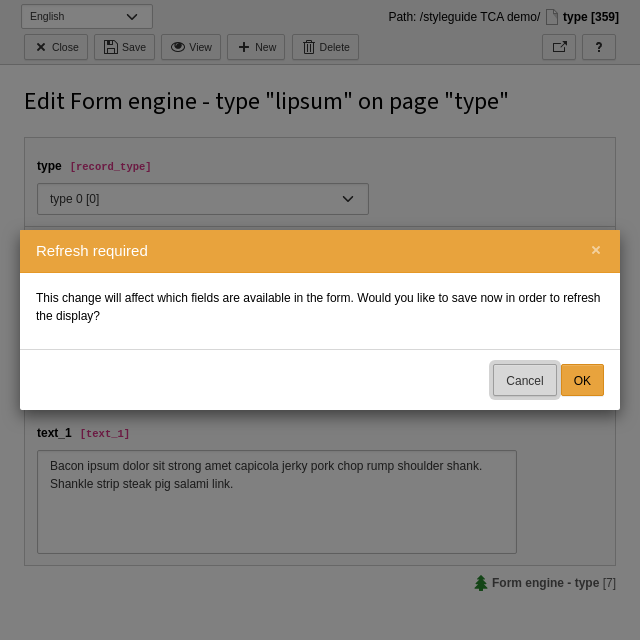 English
Path: /styleguide TCA demo/ type [359]
Close Save View New Delete ?
Edit Form engine - type "lipsum" on page "type"
type [record_type]
type 0 [0]
Refresh required ×
This change will affect which fields are available in the form. Would you like to save now in order to refresh
the display?
Cancel OK
text_1 [text_1]
Bacon ipsum dolor sit strong amet capicola jerky pork chop rump shoulder shank.
Shankle strip steak pig salami link.
Form engine - type [7]